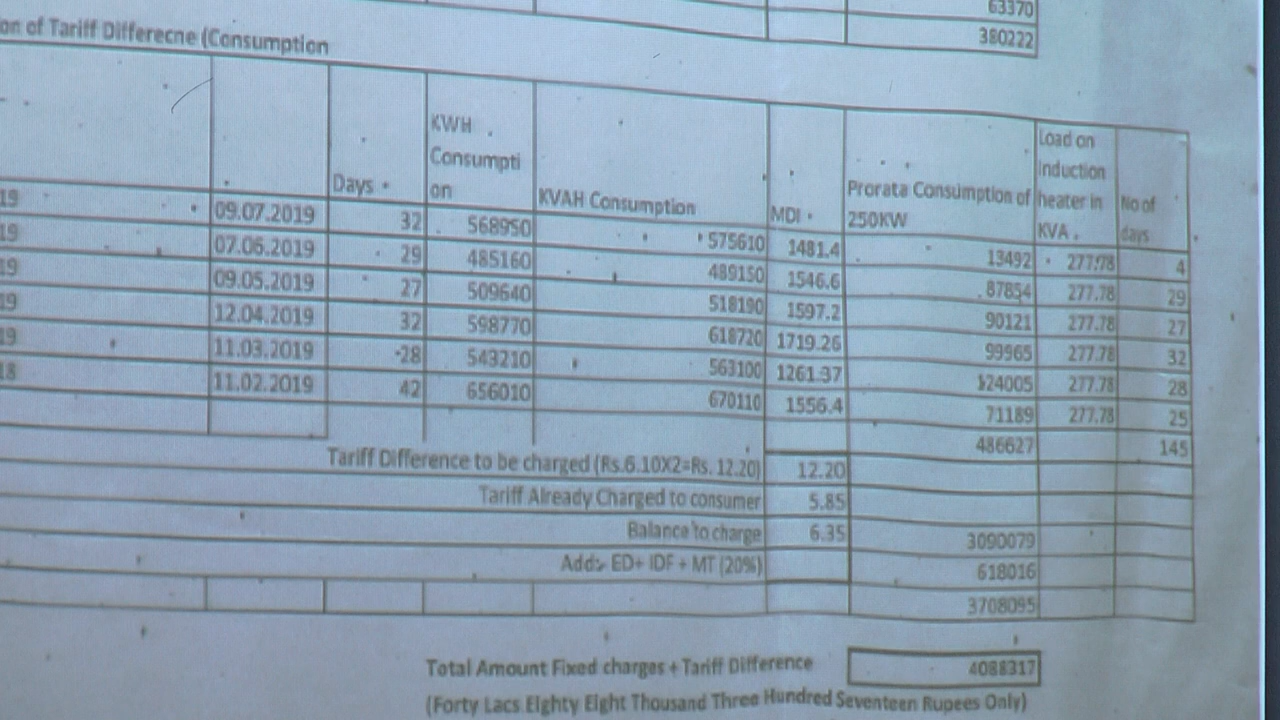 63370
380222
on of Tariff Differecne (Consumption
Days KWH Consumpti on KVAH Consumption MDI Prorata Consumption of 250KW Load on Induction heater in KVA. No of days
19 09.07.2019 32 568950 575610 1481.4 13492 277.78 4
19 07.06.2019 29 485160 489150 1546.6 87854 277.78 29
19 09.05.2019 27 509640 518190 1597.2 90121 277.78 27
19 12.04.2019 32 598770 618720 1719.26 99965 277.78 32
19 11.03.2019 28 543210 563100 1261.37 124005 277.78 28
18 11.02.2019 42 656010 670110 1556.4 71189 277.78 25
486627 145
Tariff Difference to be charged (Rs.6.10X2=Rs. 12.20) 12.20
Tariff Already Charged to consumer 5.85
Balance to charge 6.35 3090079
Add:- ED+ IDF + MT (20%) 618016
3708095
Total Amount Fixed charges + Tariff Difference 4088317
(Forty Lacs Eighty Eight Thousand Three Hundred Seventeen Rupees Only)